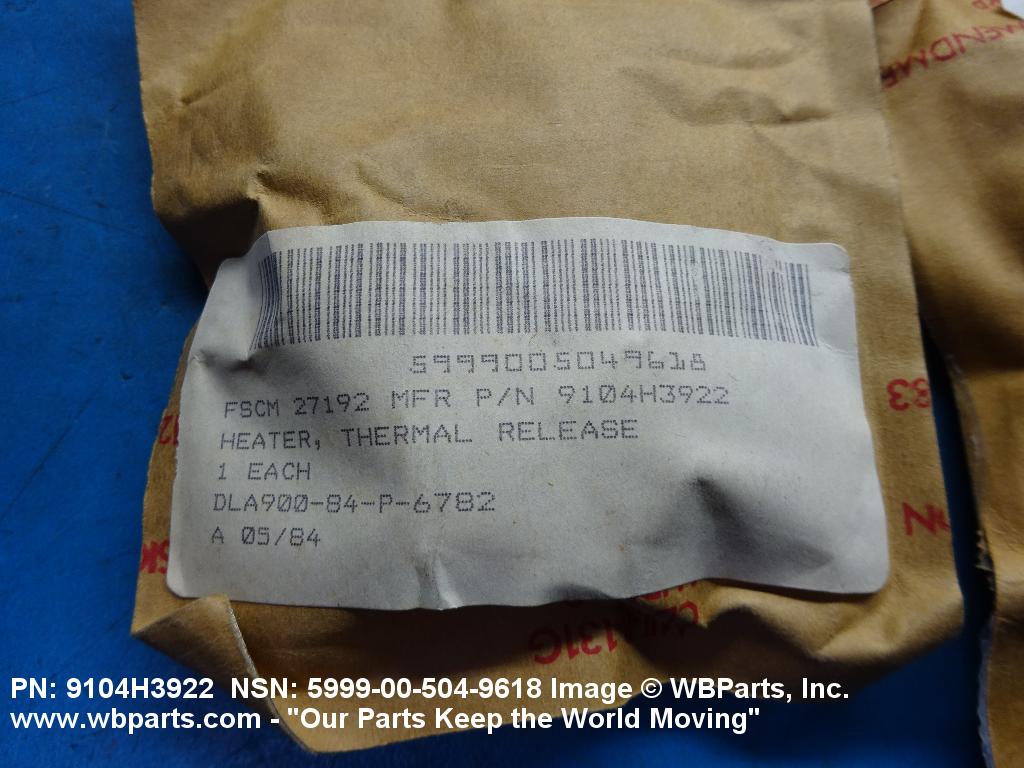 5999005049618
FSCM 27192 MFR P/N 9104H3922
HEATER, THERMAL RELEASE
1 EACH
DLA900-84-P-6782
A 05/84
PN: 9104H3922 NSN: 5999-00-504-9618 Image © WBParts, Inc.
www.wbparts.com - "Our Parts Keep the World Moving"